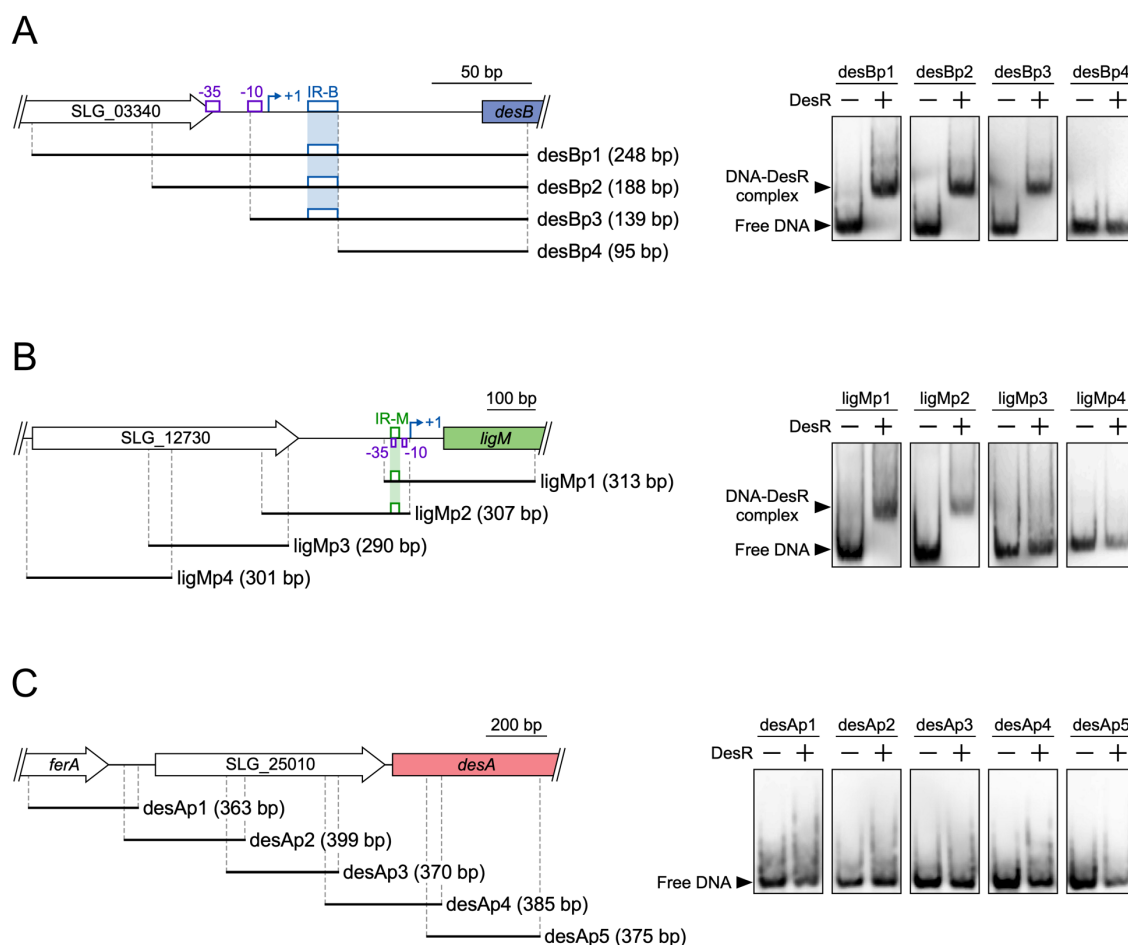 A
50 bp
-35
-10
+1
IR-B
SLG_03340
desB
desBp1 (248 bp)
desBp2 (188 bp)
desBp3 (139 bp)
desBp4 (95 bp)
desBp1 desBp2 desBp3 desBp4
DesR — + — + — + — +
DNA-DesR
complex
Free DNA
B
100 bp
IR-M
+1
SLG_12730
ligM
-35
-10
ligMp1 (313 bp)
ligMp2 (307 bp)
ligMp3 (290 bp)
ligMp4 (301 bp)
ligMp1 ligMp2 ligMp3 ligMp4
DesR — + — + — + — +
DNA-DesR
complex
Free DNA
C
200 bp
ferA
SLG_25010
desA
desAp1 (363 bp)
desAp2 (399 bp)
desAp3 (370 bp)
desAp4 (385 bp)
desAp5 (375 bp)
desAp1 desAp2 desAp3 desAp4 desAp5
DesR — + — + — + — + — +
Free DNA